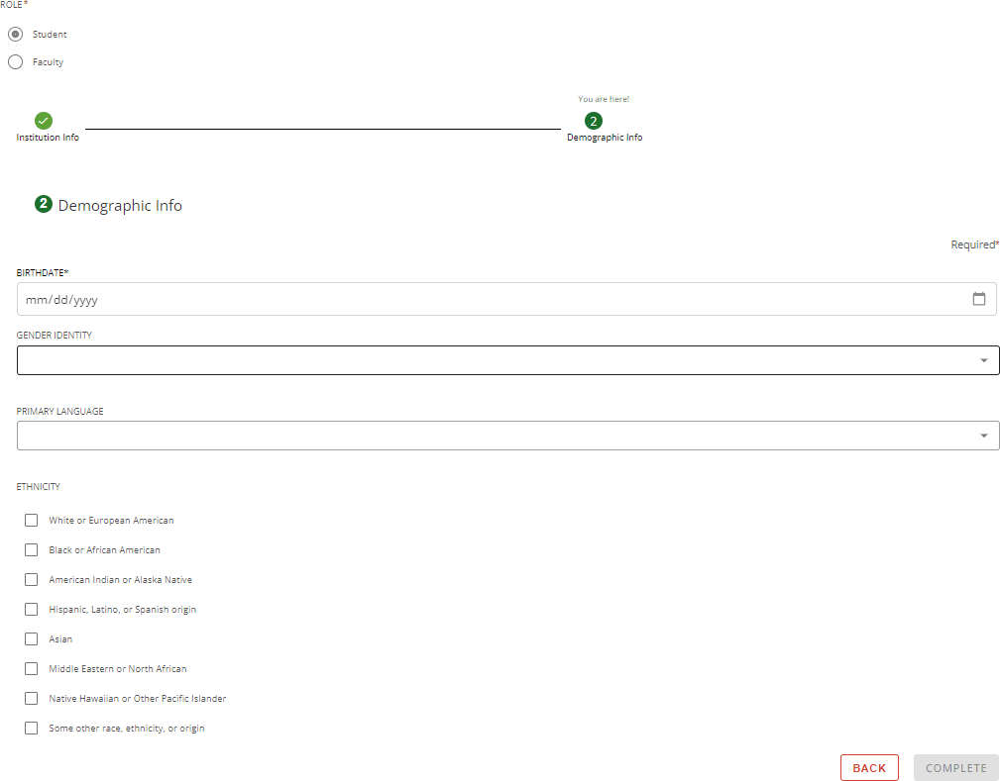 ROLE*
Student
Faculty
You are here!
2
Institution Info
Demographic Info
2 Demographic Info
Required*
BIRTHDATE*
mm/dd/yyyy
GENDER IDENTITY
PRIMARY LANGUAGE
ETHNICITY
White or European American
Black or African American
American Indian or Alaska Native
Hispanic, Latino, or Spanish origin
Asian
Middle Eastern or North African
Native Hawaiian or Other Pacific Islander
Some other race, ethnicity, or origin
BACK
COMPLETE